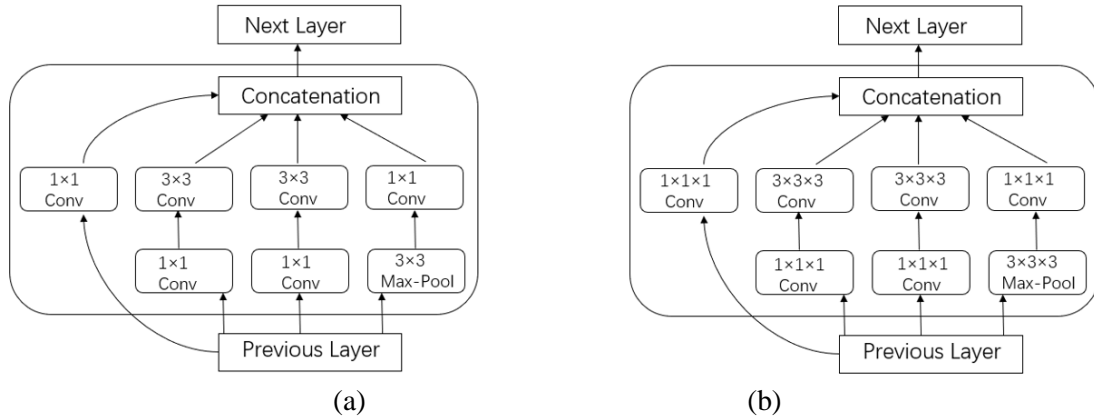 Next Layer
Concatenation
1×1
Conv
3×3
Conv
3×3
Conv
1×1
Conv
1×1
Conv
1×1
Conv
3×3
Max-Pool
Previous Layer
(a)
Next Layer
Concatenation
1×1×1
Conv
3×3×3
Conv
3×3×3
Conv
1×1×1
Conv
1×1×1
Conv
1×1×1
Conv
3×3×3
Max-Pool
Previous Layer
(b)